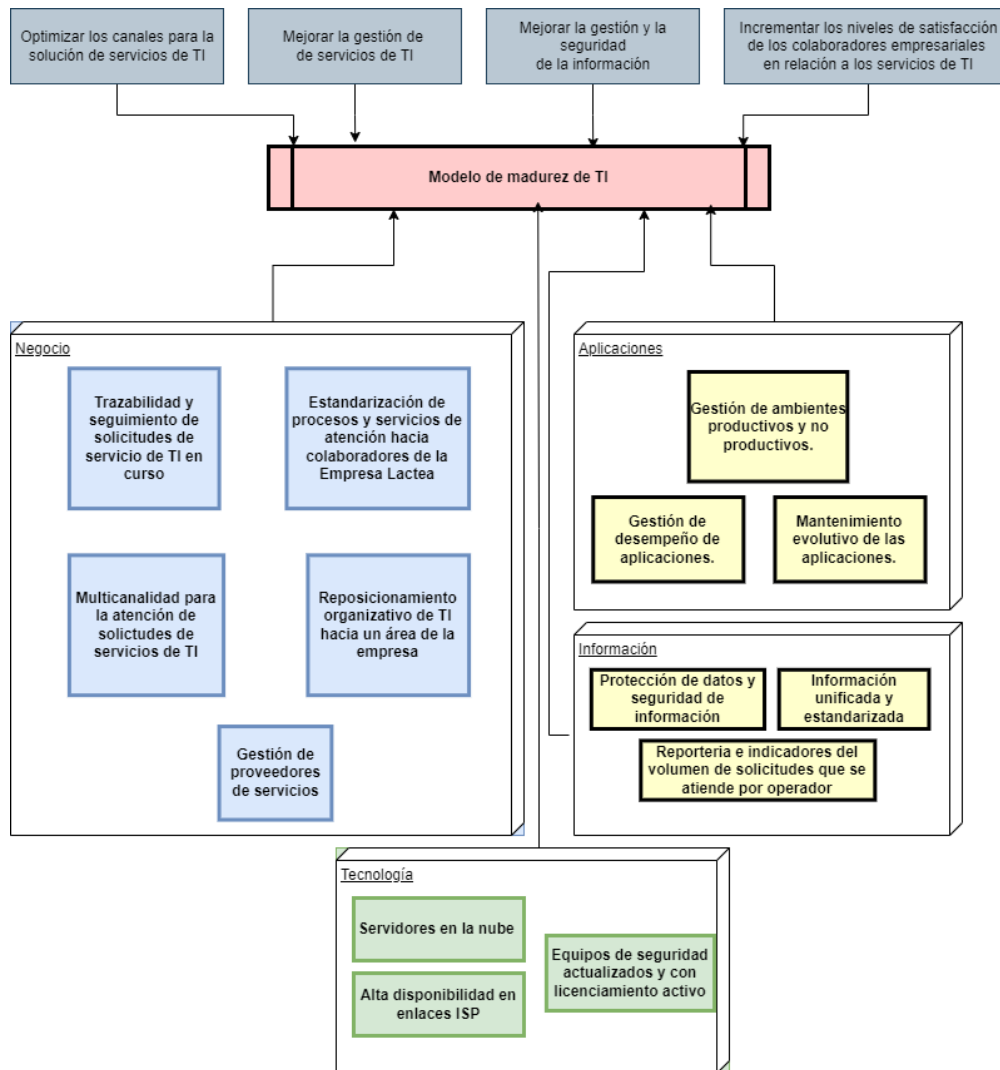 Optimizar los canales para la
solución de servicios de TI
Mejorar la gestión de
de servicios de TI
Mejorar la gestión y la
seguridad
de la información
Incrementar los niveles de satisfacción
de los colaboradores empresariales
en relación a los servicios de TI
Modelo de madurez de TI
Negocio
Trazabilidad y
seguimiento de
solicitudes de
servicio de TI en
curso
Estandarización de
procesos y servicios de
atención hacia
colaboradores de la
Empresa Lactea
Multicanalidad para
la atención de
solictudes de
servicios de TI
Reposicionamiento
organizativo de TI
hacia un área de la
empresa
Gestión de
proveedores
de servicios
Aplicaciones
Gestión de ambientes
productivos y no
productivos.
Gestión de
desempeño de
aplicaciones.
Mantenimiento
evolutivo de las
aplicaciones.
Información
Protección de datos y
seguridad de
información
Información
unificada y
estandarizada
Reporteria e indicadores del
volumen de solicitudes que se
atiende por operador
Tecnología
Servidores en la nube
Alta disponibilidad en
enlaces ISP
Equipos de seguridad
actualizados y con
licenciamiento activo